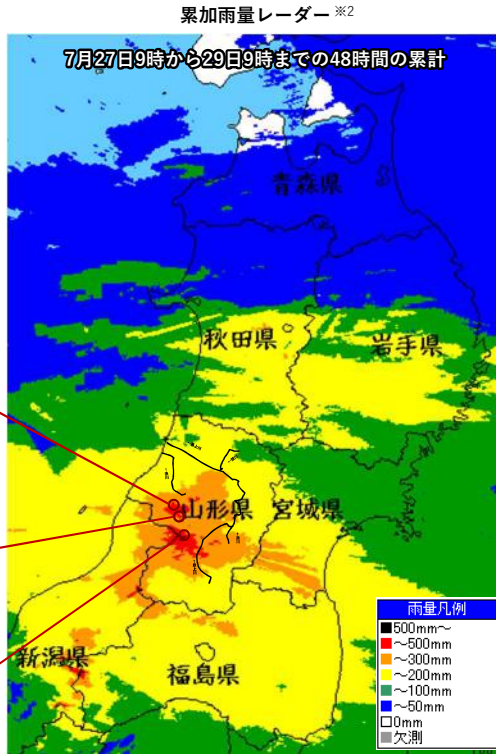 累加雨量レーダー ※2
7月27日9時から29日9時までの48時間の累計
青森県
秋田県
岩手県
山形県
宮城県
新潟県
福島県
雨量凡例
500mm～
～500mm
～300mm
～200mm
～100mm
～50mm
0mm
欠測